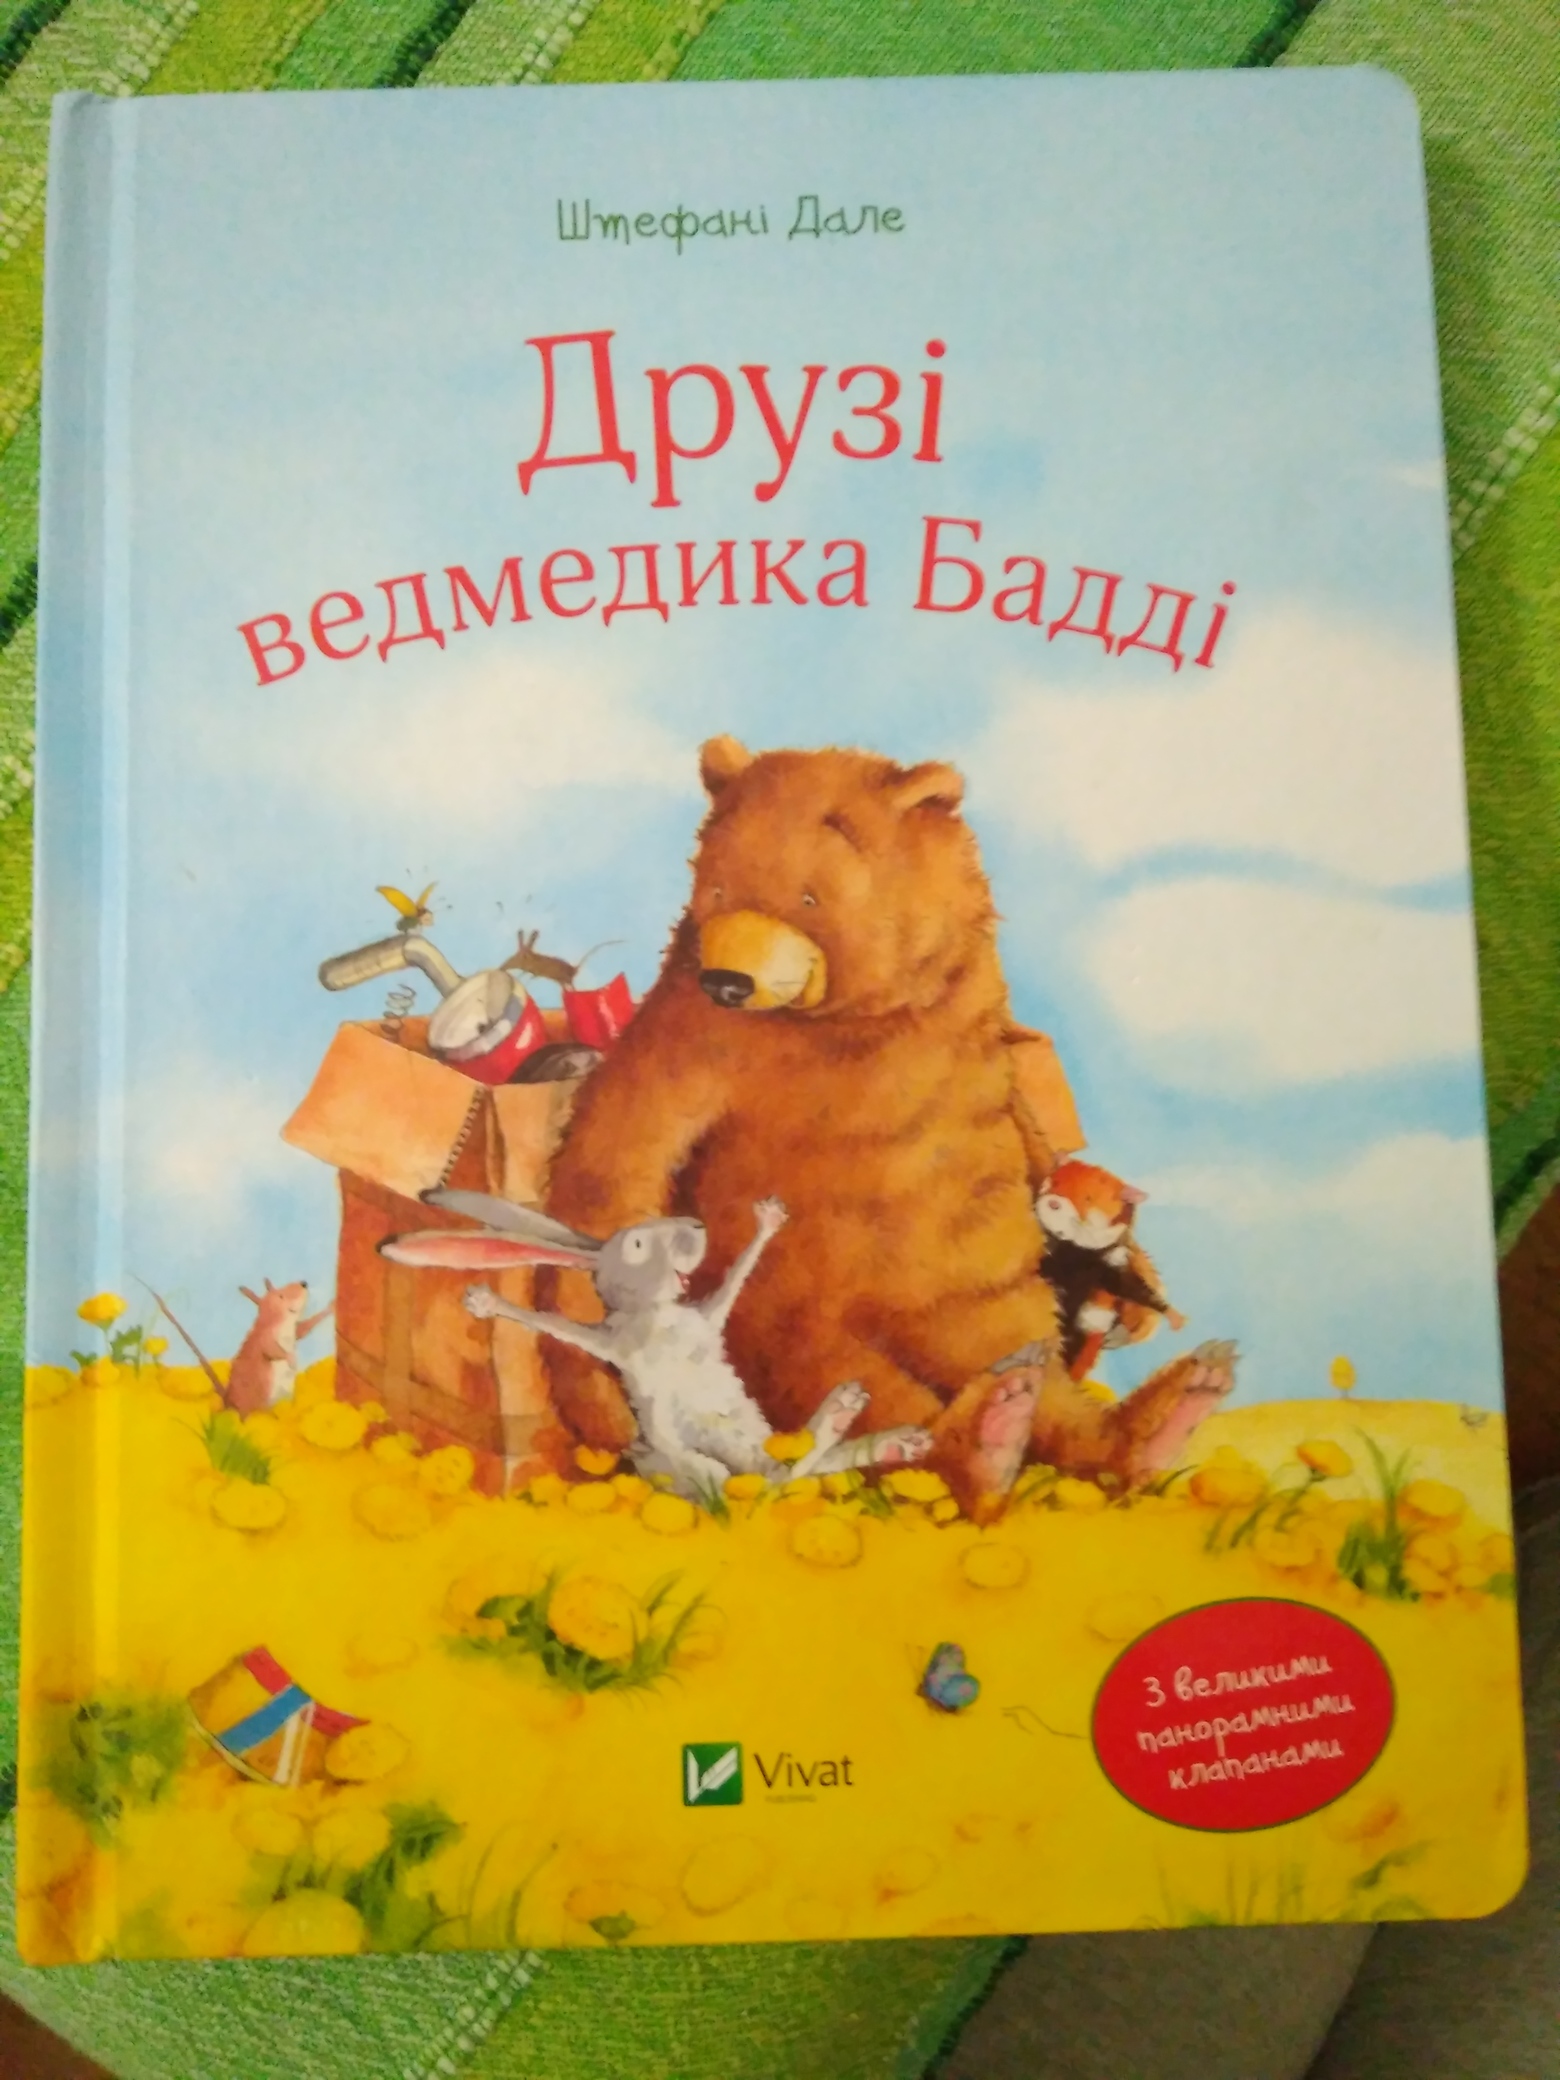 Штефані Дале
Друзі
ведмедика Бадді
З великими
панорамними
клапанами
Vivat